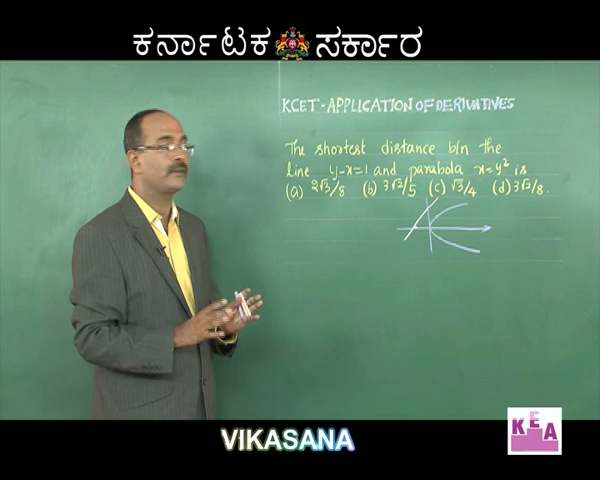 ಕರ್ನಾಟಕ ಸರ್ಕಾರ
KCET-APPLICATION OF DERIVATIVES
The shortest distance b/n the
line y-x=1 and parabola x=y² is
(a) 2√3/8 (b) 3√2/5 (c) √3/4 (d) 3√2/8.
KEA
VIKASANA